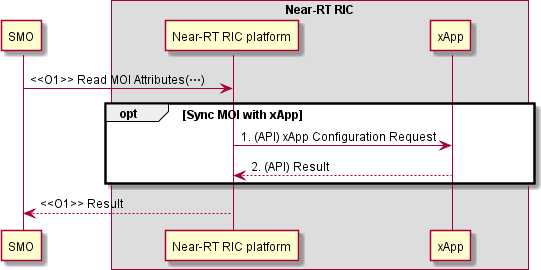 Near-RT RIC
SMO
Near-RT RIC platform
xApp
<<O1>> Read MOI Attributes(⋯)
opt
[Sync MOI with xApp]
1. (API) xApp Configuration Request
2. (API) Result
<<O1>> Result
SMO
Near-RT RIC platform
xApp